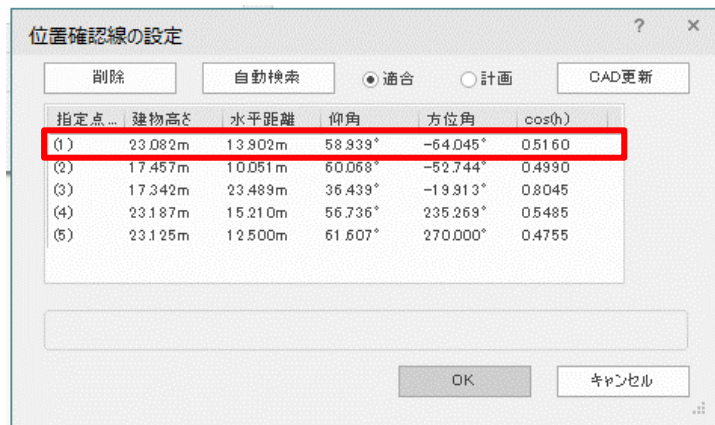 位置確認線の設定 ? ×
削除 自動検索 適合 計画 CAD更新
指定点... 建物高さ 水平距離 仰角 方位角 cos(h)
(1) 23.082m 13.902m 58.939° -64.045° 0.5160
(2) 17.457m 10.051m 60.068° -52.744° 0.4990
(3) 17.342m 23.489m 36.439° -19.913° 0.8045
(4) 23.187m 15.210m 56.736° 235.269° 0.5485
(5) 23.125m 12.500m 61.607° 270.000° 0.4755
OK キャンセル